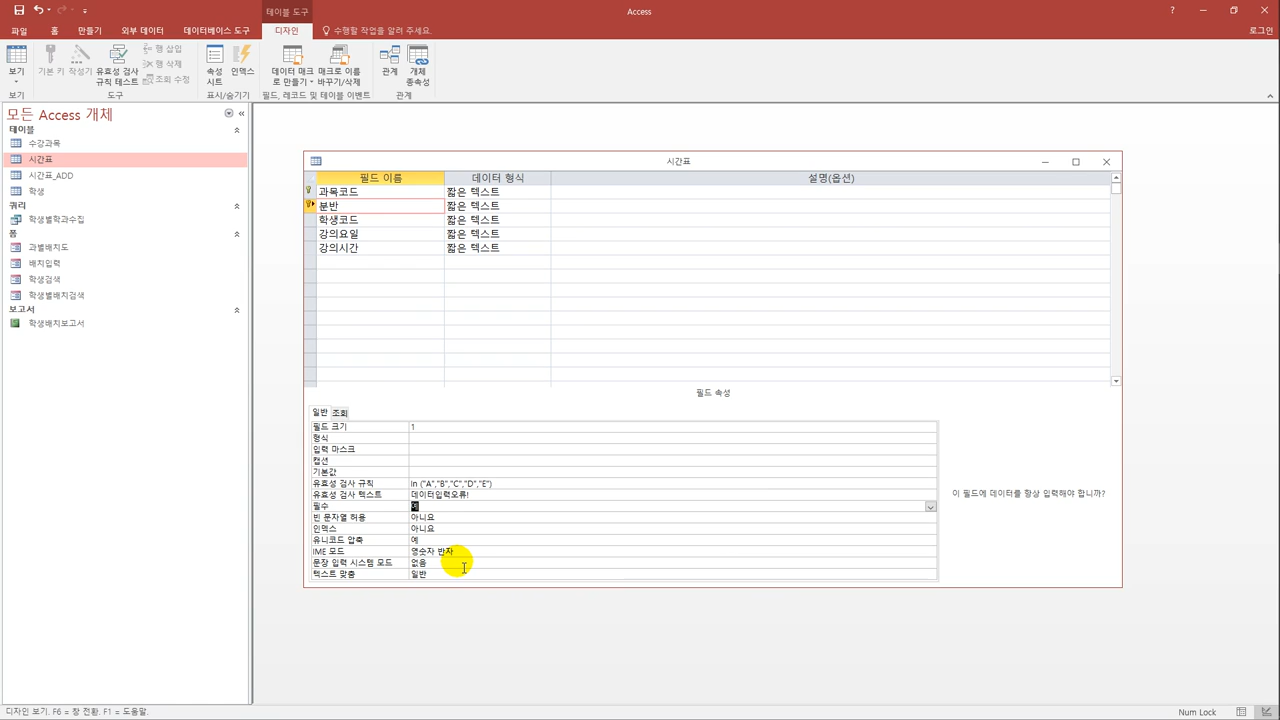 테이블 도구
Access
파일
홈
만들기
외부 데이터
데이터베이스 도구
디자인
수행할 작업을 알려 주세요.
로그인
보기
기본 키
작성기
유효성 검사
규칙 테스트
행 삽입
행 삭제
조회 수정
속성
시트
인덱스
데이터 매크
로 만들기
매크로 이름
바꾸기/삭제
관계
개체
종속성
보기
도구
표시/숨기기
필드, 레코드 및 테이블 이벤트
관계
모든 Access 개체
테이블
수강과목
시간표
시간표_ADD
학생
쿼리
학생별학과수집
폼
과별배치도
배치입력
학생검색
학생별배치검색
보고서
학생배치보고서
시간표
필드 이름 데이터 형식 설명(옵션)
과목코드 짧은 텍스트
분반 짧은 텍스트
학생코드 짧은 텍스트
강의요일 짧은 텍스트
강의시간 짧은 텍스트
필드 속성
일반 조회
필드 크기 1
형식
입력 마스크
캡션
기본값
유효성 검사 규칙 In ("A","B","C","D","E")
유효성 검사 텍스트 데이터입력오류!
필수 예
빈 문자열 허용 아니요
인덱스 아니요
유니코드 압축 예
IME 모드 영숫자 반자
문장 입력 시스템 모드 없음
텍스트 맞춤 일반
이 필드에 데이터를 항상 입력해야 합니까?
디자인 보기. F6 = 창 전환. F1 = 도움말.
Num Lock